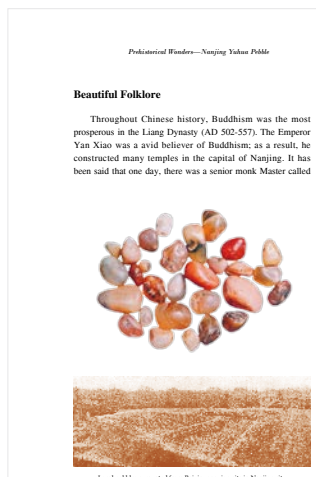 Prehistorical Wonders—Nanjing Yuhua Pebble
Beautiful Folklore
Throughout Chinese history, Buddhism was the most
prosperous in the Liang Dynasty (AD 502-557). The Emperor
Yan Xiao was a avid believer of Buddhism; as a result, he
constructed many temples in the capital of Nanjing. It has
been said that one day, there was a senior monk Master called